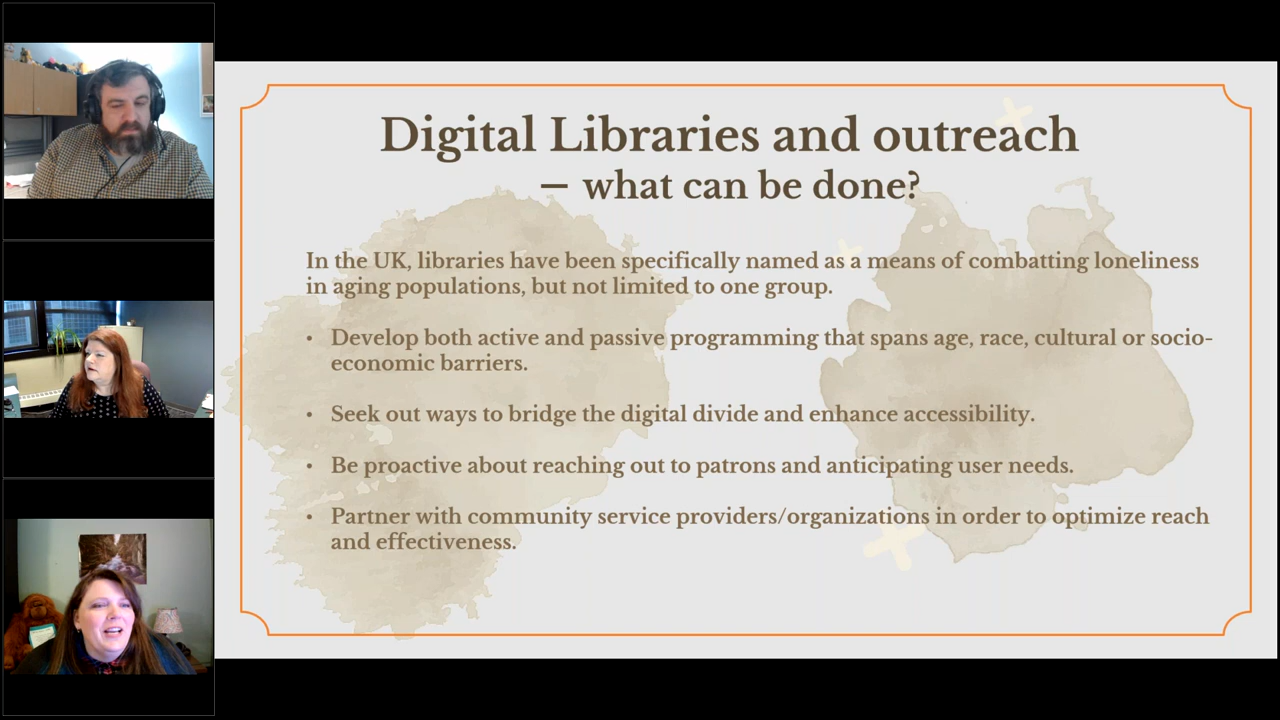 Digital Libraries and outreach
— what can be done?
In the UK, libraries have been specifically named as a means of combatting loneliness
in aging populations, but not limited to one group.
• Develop both active and passive programming that spans age, race, cultural or socio-
economic barriers.
• Seek out ways to bridge the digital divide and enhance accessibility.
• Be proactive about reaching out to patrons and anticipating user needs.
• Partner with community service providers/organizations in order to optimize reach
and effectiveness.